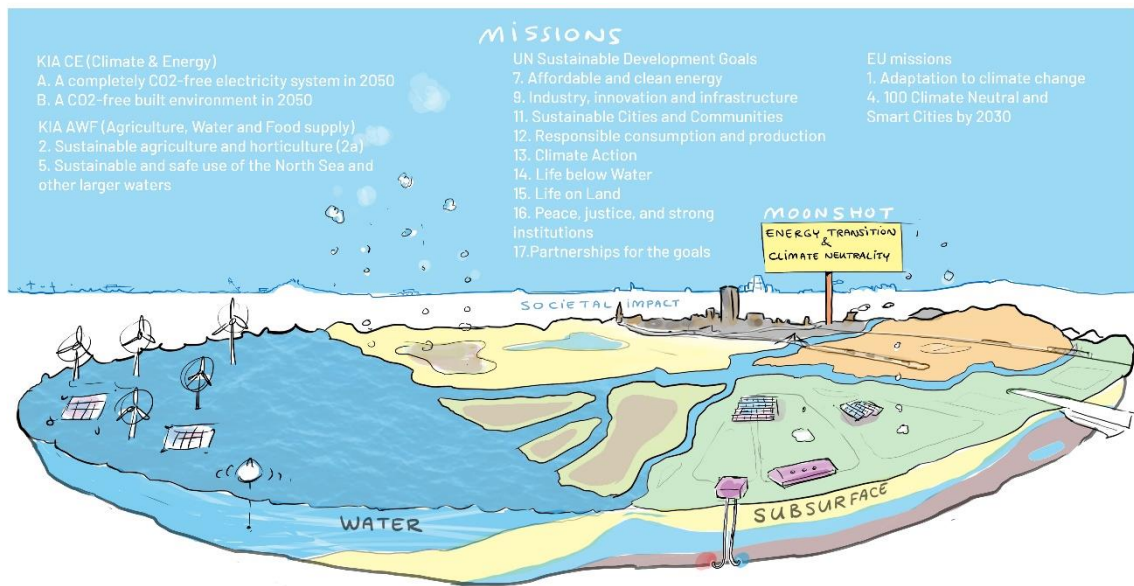 MISSIONS
KIA CE (Climate & Energy)
A. A completely CO2-free electricity system in 2050
B. A CO2-free built environment in 2050
KIA AWF (Agriculture, Water and Food supply)
2. Sustainable agriculture and horticulture (2a)
5. Sustainable and safe use of the North Sea and
other larger waters
UN Sustainable Development Goals
7. Affordable and clean energy
9. Industry, innovation and infrastructure
11. Sustainable Cities and Communities
12. Responsible consumption and production
13. Climate Action
14. Life below Water
15. Life on Land
16. Peace, justice, and strong
institutions
17.Partnerships for the goals
EU missions
1. Adaptation to climate change
4. 100 Climate Neutral and
Smart Cities by 2030
MOONSHOT
ENERGY TRANSITION
&
CLIMATE NEUTRALITY
SOCIETAL IMPACT
WATER
SUBSURFACE